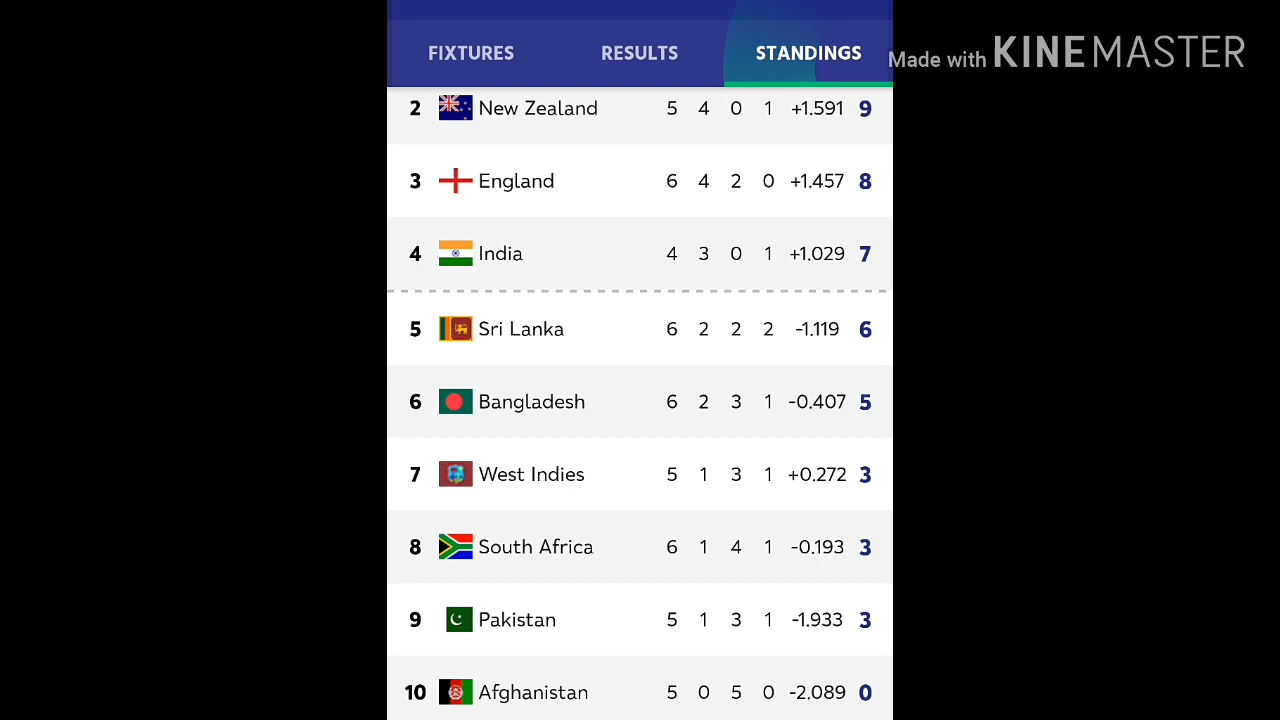 FIXTURES RESULTS STANDINGS Made with KINEMASTER
2 New Zealand 5 4 0 1 +1.591 9
3 England 6 4 2 0 +1.457 8
4 India 4 3 0 1 +1.029 7
5 Sri Lanka 6 2 2 2 -1.119 6
6 Bangladesh 6 2 3 1 -0.407 5
7 West Indies 5 1 3 1 +0.272 3
8 South Africa 6 1 4 1 -0.193 3
9 Pakistan 5 1 3 1 -1.933 3
10 Afghanistan 5 0 5 0 -2.089 0